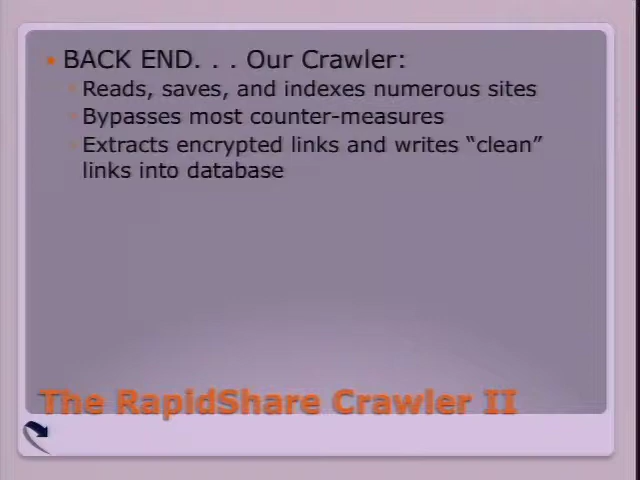 BACK END. . . Our Crawler:
Reads, saves, and indexes numerous sites
Bypasses most counter-measures
Extracts encrypted links and writes “clean”
links into database
The RapidShare Crawler II